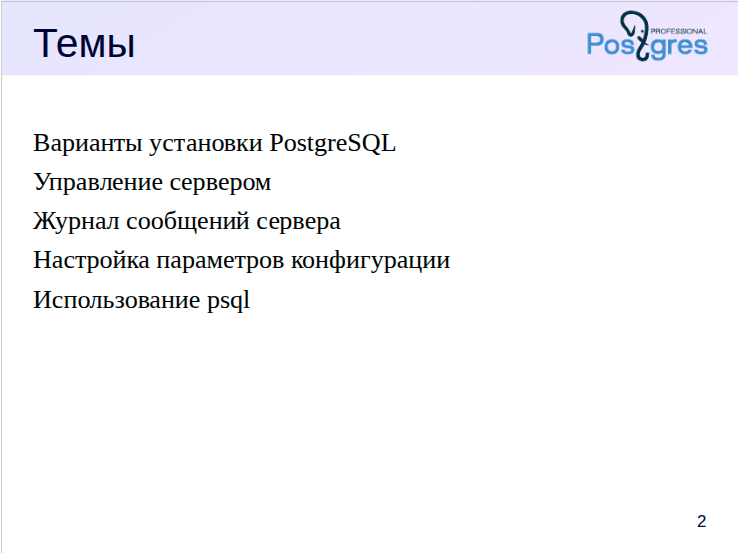 Темы
PROFESSIONAL
Postgres
Варианты установки PostgreSQL
Управление сервером
Журнал сообщений сервера
Настройка параметров конфигурации
Использование psql
2